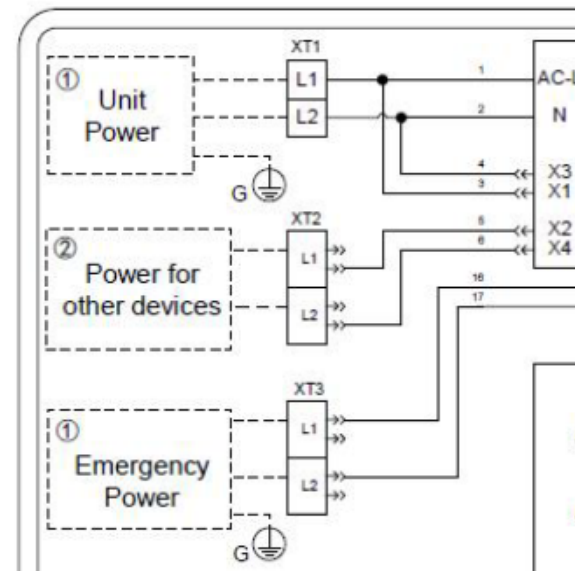 XT1
①
Unit
Power
L1
L2
1
2
AC-L
N
4
3
X3
X1
G
XT2
②
Power for
other devices
L1
L2
5
6
X2
X4
16
17
XT3
①
Emergency
Power
L1
L2
G